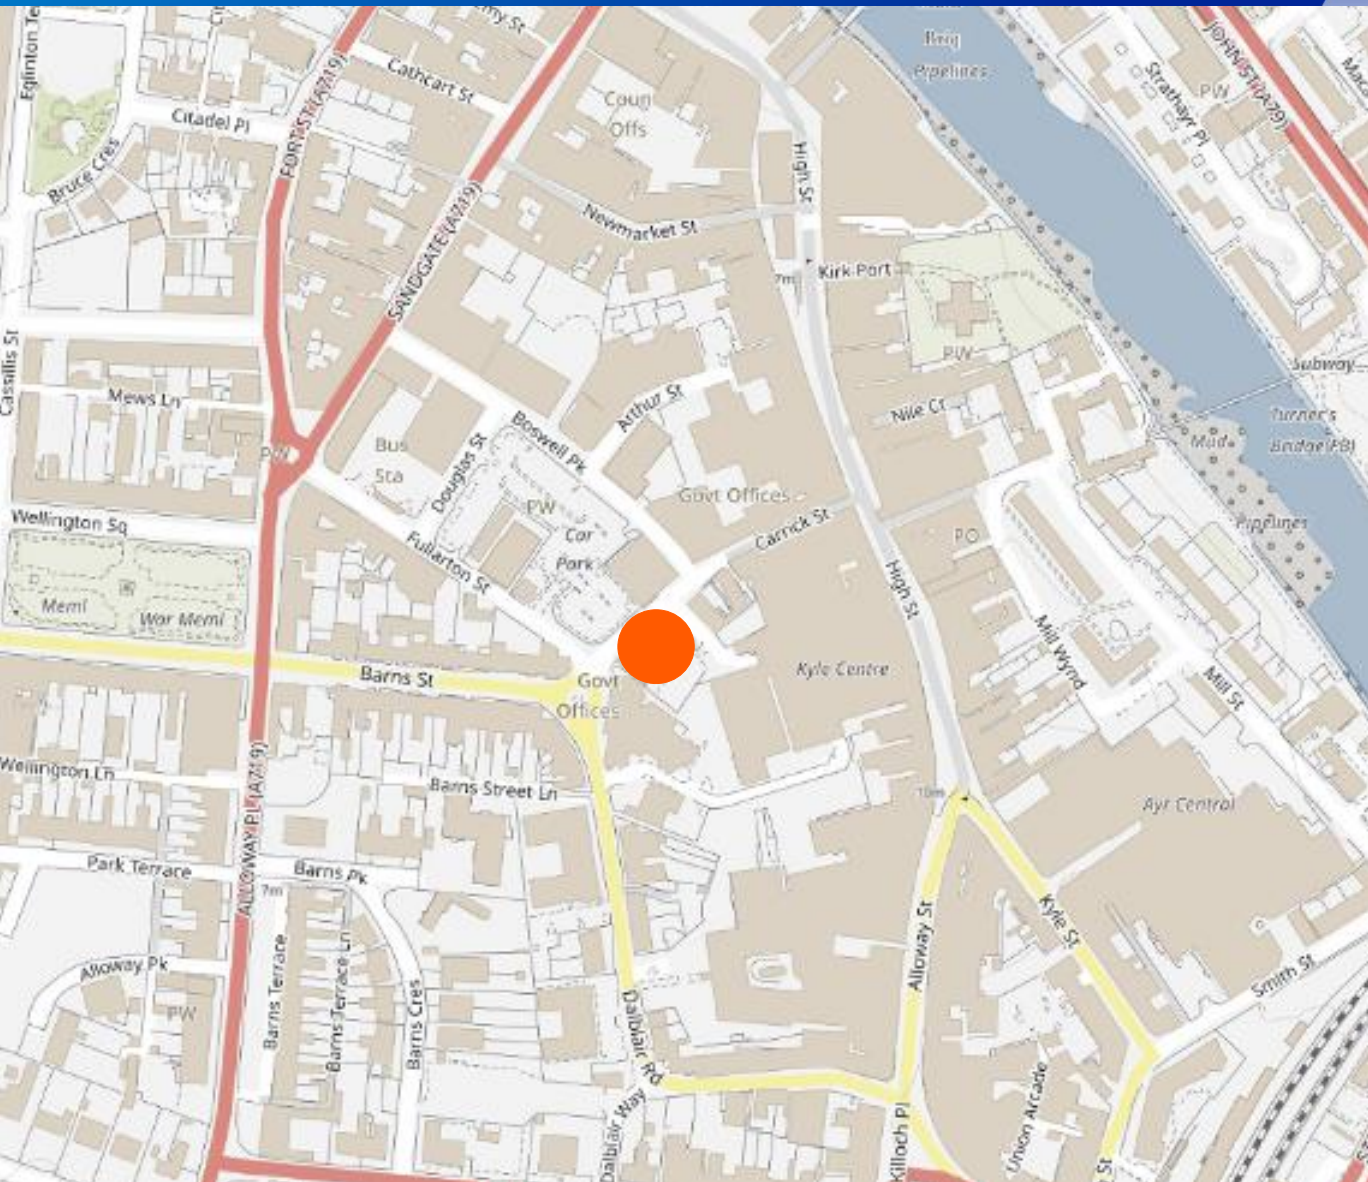 Eglinton Te
Cathcart St
Citadel Pl
Bruce Cres
FORT ST (A719)
Coun
Offs
High St
Brig
Pipelines
Strathayr Pl
PW
JOHN ST (A79)
Newmarket St
SANDGATE (A719)
7m
Kirk Port
PW
Cassillis St
Mews Ln
PW
Bus
Sta
Douglas St
Boswell Pk
Arthur St
Nile Ct
Subway
Turner's
Bridge (FB)
Mud
Wellington Sq
Meml
War Meml
Fullarton St
PW
Car
Park
Govt Offices
Carrick St
PO
Pipelines
High St
Mill Wynd
Mill St
Barns St
Govt
Offices
Kyle Centre
Wellington Ln
ALLOWAY PL (A719)
Barns Street Ln
10m
Ayr Central
Park Terrace
7m
Barns Pk
Alloway Pk
PW
Barns Terrace
Barns Terrace Ln
Barns Cres
Dalblair Rd
Dalblair Way
Alloway St
Kyle St
Smith St
Killoch Pl
Union Arcade
St